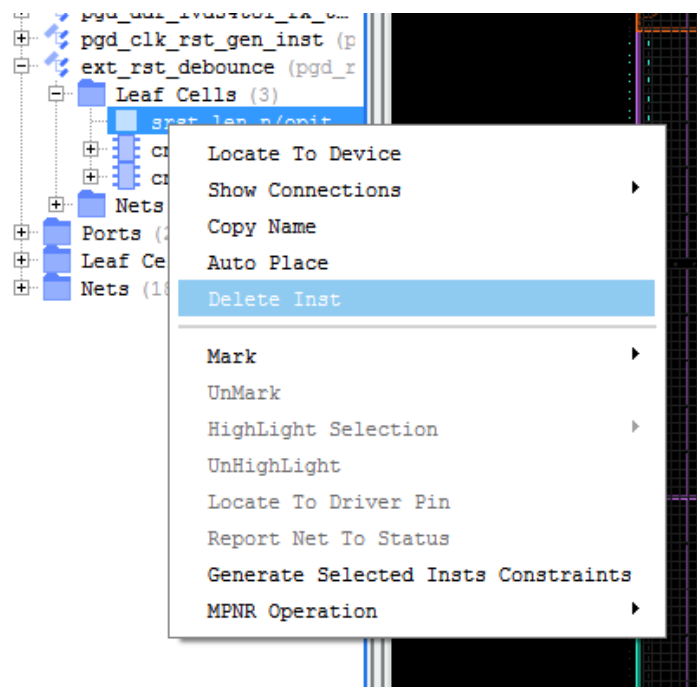 pgd_clk_rst_gen_inst (p
ext_rst_debounce (pgd_r
Leaf Cells (3)
Nets
Ports (2
Leaf Ce
Nets (18
Locate To Device
Show Connections
Copy Name
Auto Place
Delete Inst
Mark
UnMark
HighLight Selection
UnHighLight
Locate To Driver Pin
Report Net To Status
Generate Selected Insts Constraints
MPNR Operation